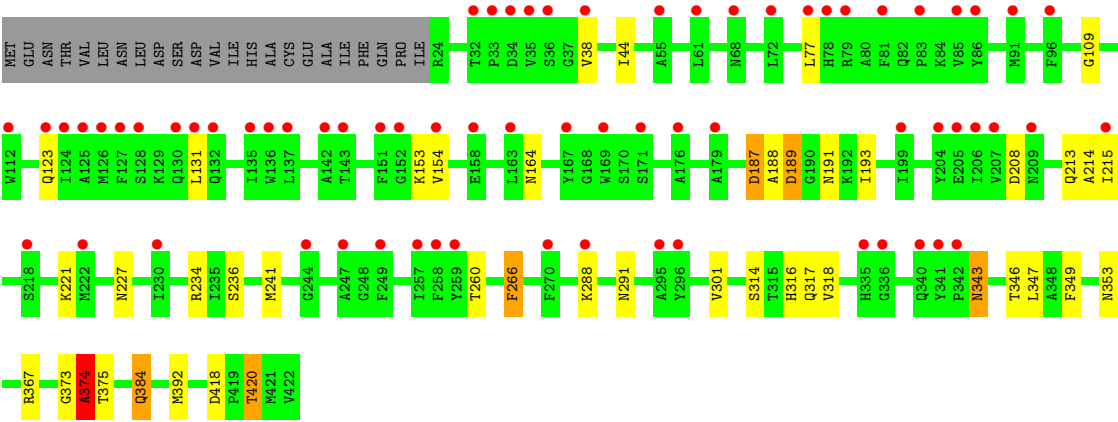 MET GLU ASN THR VAL LEU ASN LEU ASP SER ASP VAL ILE HIS ALA CYS GLU ALA ILE PHE GLN PRO ILE R24 T32 P33 D34 V35 S36 G37 V38 I44 A55 L61 N68 L72 L77 H78 R79 A80 F81 Q82 P83 K84 V85 Y86 M91 F96 G109
W112 Q123 I124 A125 M126 F127 S128 K129 Q130 L131 Q132 I135 W136 L137 A142 T143 F151 G152 K153 V154 E158 L163 N164 Y167 G168 W169 S170 S171 A176 A179 D187 A188 D189 G190 N191 K192 I193 I199 Y204 E205 I206 V207 D208 N209 Q213 A214 I215
S218 K221 M222 N227 I230 R234 I235 S236 M241 G244 A247 G248 F249 I257 F258 Y259 T260 F266 F270 K288 N291 A295 Y296 V301 S314 T315 H316 Q317 V318 H335 G336 Q340 Y341 P342 N343 T346 L347 A348 F349 N353
R367 G373 A374 T375 Q384 M392 D418 P419 T420 M421 V422